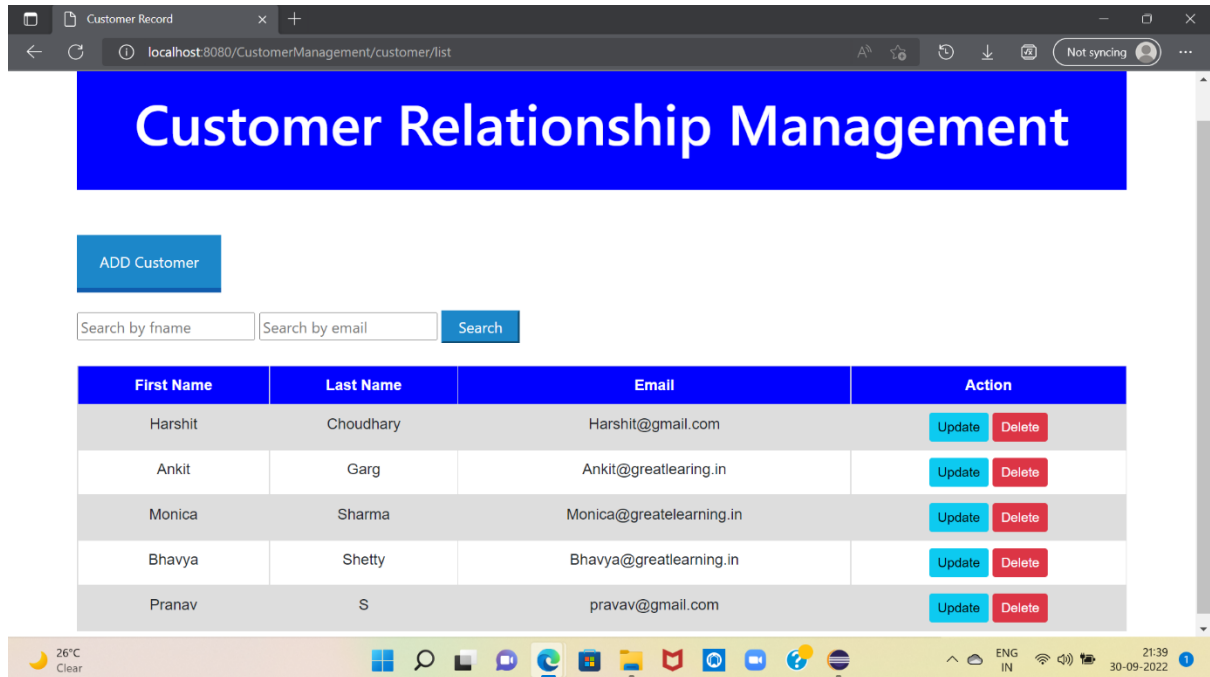 Customer Record
localhost:8080/CustomerManagement/customer/list
Not syncing
Customer Relationship Management
ADD Customer
Search by fname Search by email Search
First Name Last Name Email Action
Harshit Choudhary Harshit@gmail.com Update Delete
Ankit Garg Ankit@greatlearing.in Update Delete
Monica Sharma Monica@greatelearning.in Update Delete
Bhavya Shetty Bhavya@greatlearning.in Update Delete
Pranav S pravav@gmail.com Update Delete
26°C
Clear
ENG
IN
21:39
30-09-2022
1